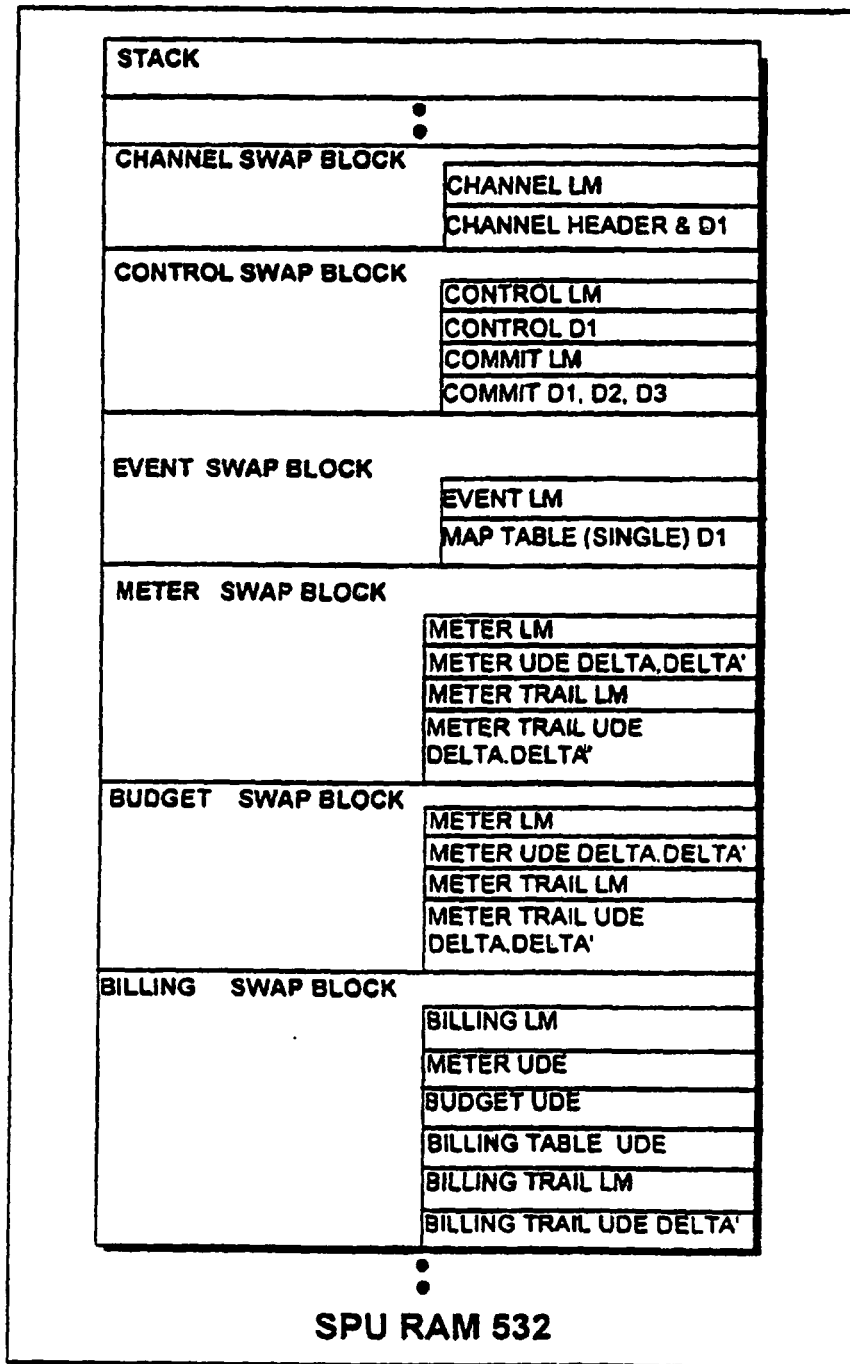 STACK
CHANNEL SWAP BLOCK
CHANNEL LM
CHANNEL HEADER & D1
CONTROL SWAP BLOCK
CONTROL LM
CONTROL D1
COMMIT LM
COMMIT D1, D2, D3
EVENT SWAP BLOCK
EVENT LM
MAP TABLE (SINGLE) D1
METER SWAP BLOCK
METER LM
METER UDE DELTA,DELTA'
METER TRAIL LM
METER TRAIL UDE
DELTA.DELTA'
BUDGET SWAP BLOCK
METER LM
METER UDE DELTA.DELTA'
METER TRAIL LM
METER TRAIL UDE
DELTA.DELTA'
BILLING SWAP BLOCK
BILLING LM
METER UDE
BUDGET UDE
BILLING TABLE UDE
BILLING TRAIL LM
BILLING TRAIL UDE DELTA'
SPU RAM 532